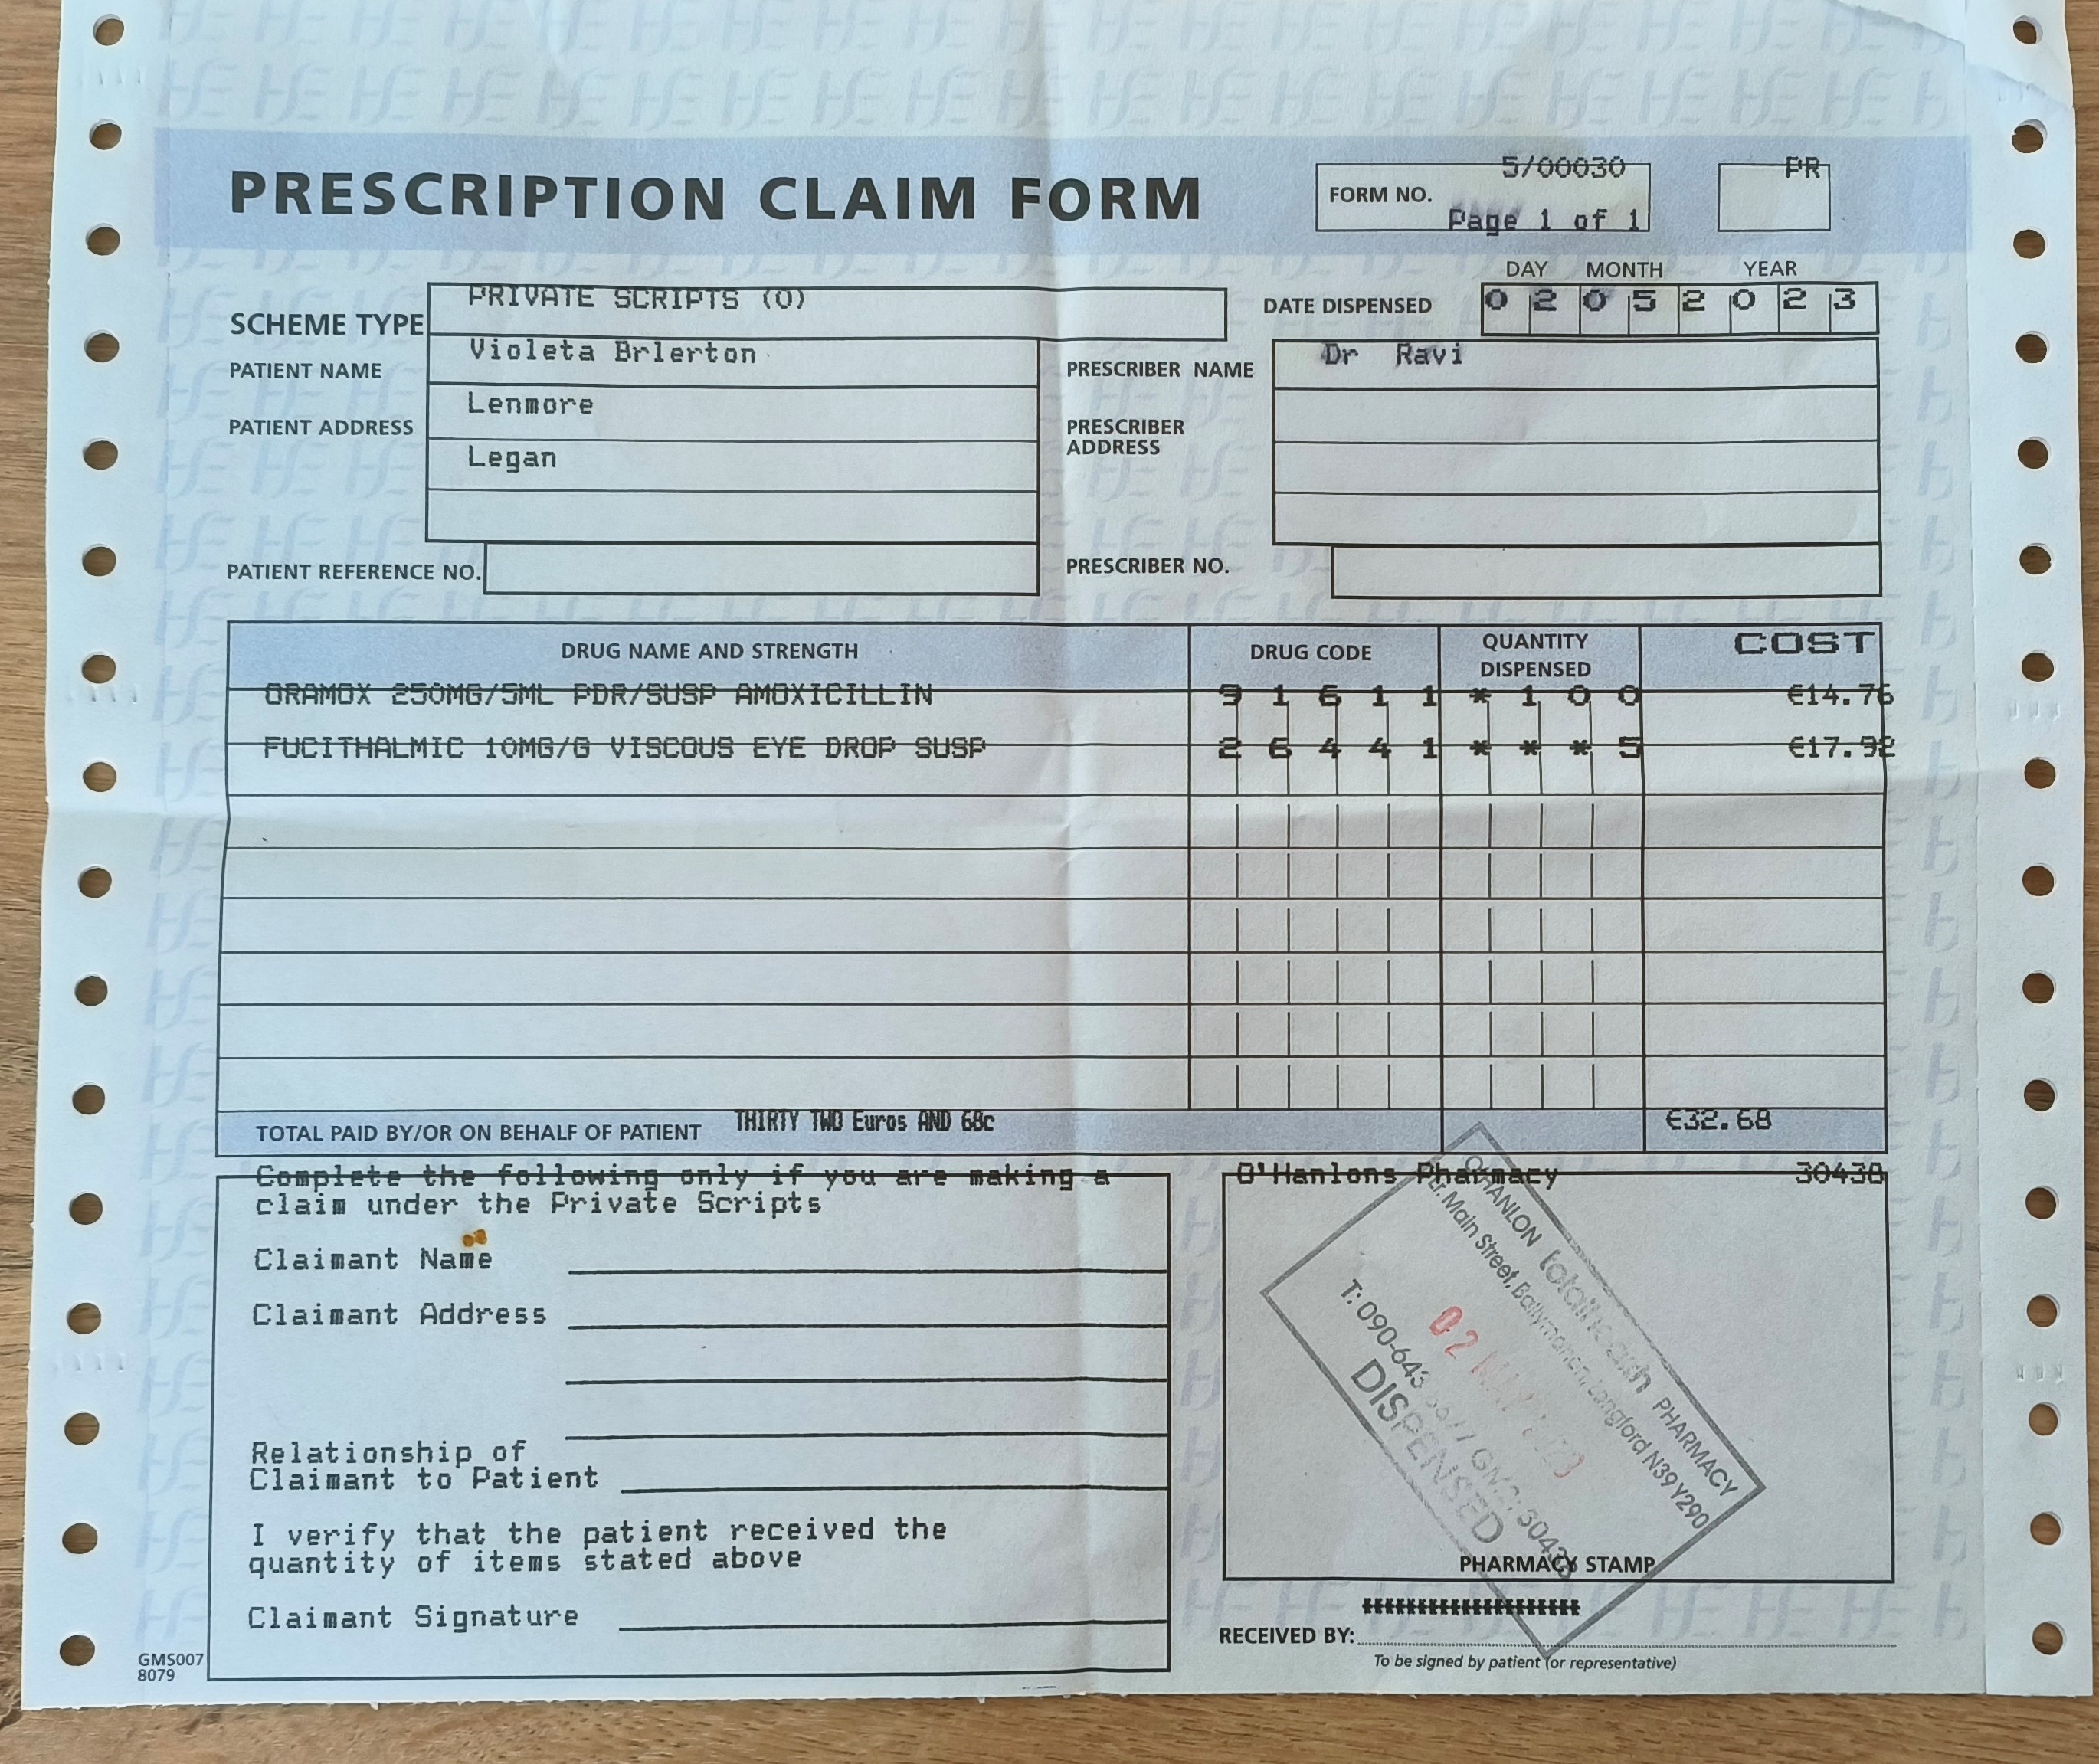 PRESCRIPTION CLAIM FORM
FORM NO. 5/00030
Page 1 of 1
PR
DAY MONTH YEAR
SCHEME TYPE PRIVATE SCRIPTS (O)
DATE DISPENSED 0 2 0 5 2 0 2 3
PATIENT NAME Violeta Brlerton
PRESCRIBER NAME Dr Ravi
PATIENT ADDRESS Lenmore
Legan
PRESCRIBER
ADDRESS
PATIENT REFERENCE NO.
PRESCRIBER NO.
DRUG NAME AND STRENGTH DRUG CODE QUANTITY DISPENSED COST
ORAMOX 250MG/5ML PDR/SUSP AMOXICILLIN 9 1 6 1 1 * 1 0 0 €14.76
FUCITHALMIC 10MG/G VISCOUS EYE DROP SUSP 2 6 4 4 1 * * * 5 €17.92
TOTAL PAID BY/OR ON BEHALF OF PATIENT THIRTY TWO Euros AND 68c €32.68
Complete the following only if you are making a
claim under the Private Scripts
Claimant Name
Claimant Address
Relationship of
Claimant to Patient
I verify that the patient received the
quantity of items stated above
Claimant Signature
O'Hanlons Pharmacy 30438
O'HANLON totalhealth PHARMACY
Main Street, Ballymahon, Longford N39 Y290
T: 090-643
02 MAY 2023
DISPENSED
PHARMACY STAMP
********************
RECEIVED BY:
To be signed by patient (or representative)
GMS007
8079